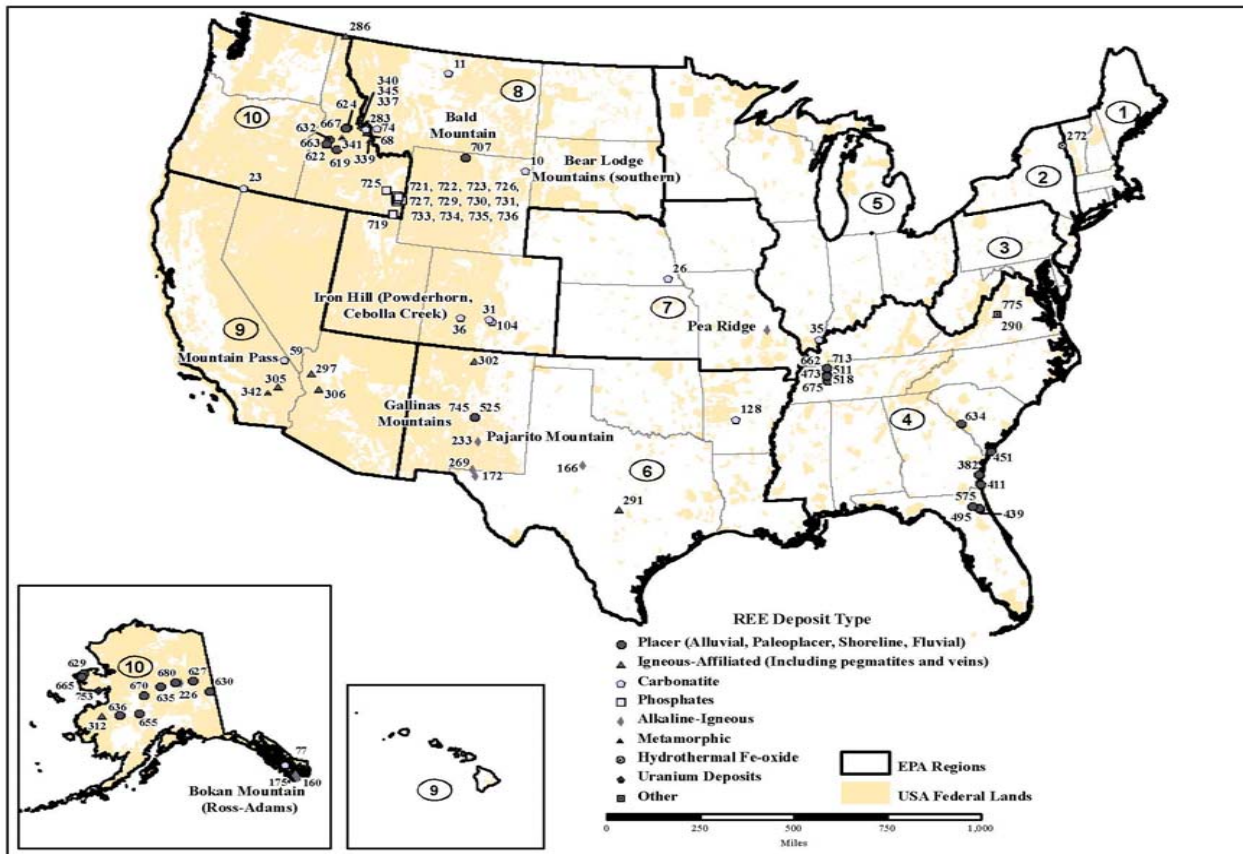 286
11
340
345
337
8
1
624
10
667
283
74
68
632
663
341
622
619
339
Bald
Mountain
707
272
10
Bear Lodge
Mountains (southern)
2
23
725
721, 722, 723, 726,
727, 729, 730, 731,
733, 734, 735, 736
719
5
3
26
7
775
290
Iron Hill (Powderhorn,
Cebolla Creek)
31
36
104
Pea Ridge
35
9
Mountain Pass
59
297
305
342
306
302
662
713
473
511
675
518
Gallinas
Mountains
745
525
128
4
634
233
Pajarito Mountain
451
269
172
166
6
382
411
291
575
495
439
REE Deposit Type
Placer (Alluvial, Paleoplacer, Shoreline, Fluvial)
Igneous-Affiliated (Including pegmatites and veins)
Carbonatite
Phosphates
Alkaline-Igneous
Metamorphic
Hydrothermal Fe-oxide
Uranium Deposits
Other
EPA Regions
USA Federal Lands
0 250 500 750 1,000
Miles
629
10
680
627
665
670
630
753
635
226
636
312
655
77
175
160
Bokan Mountain
(Ross-Adams)
9